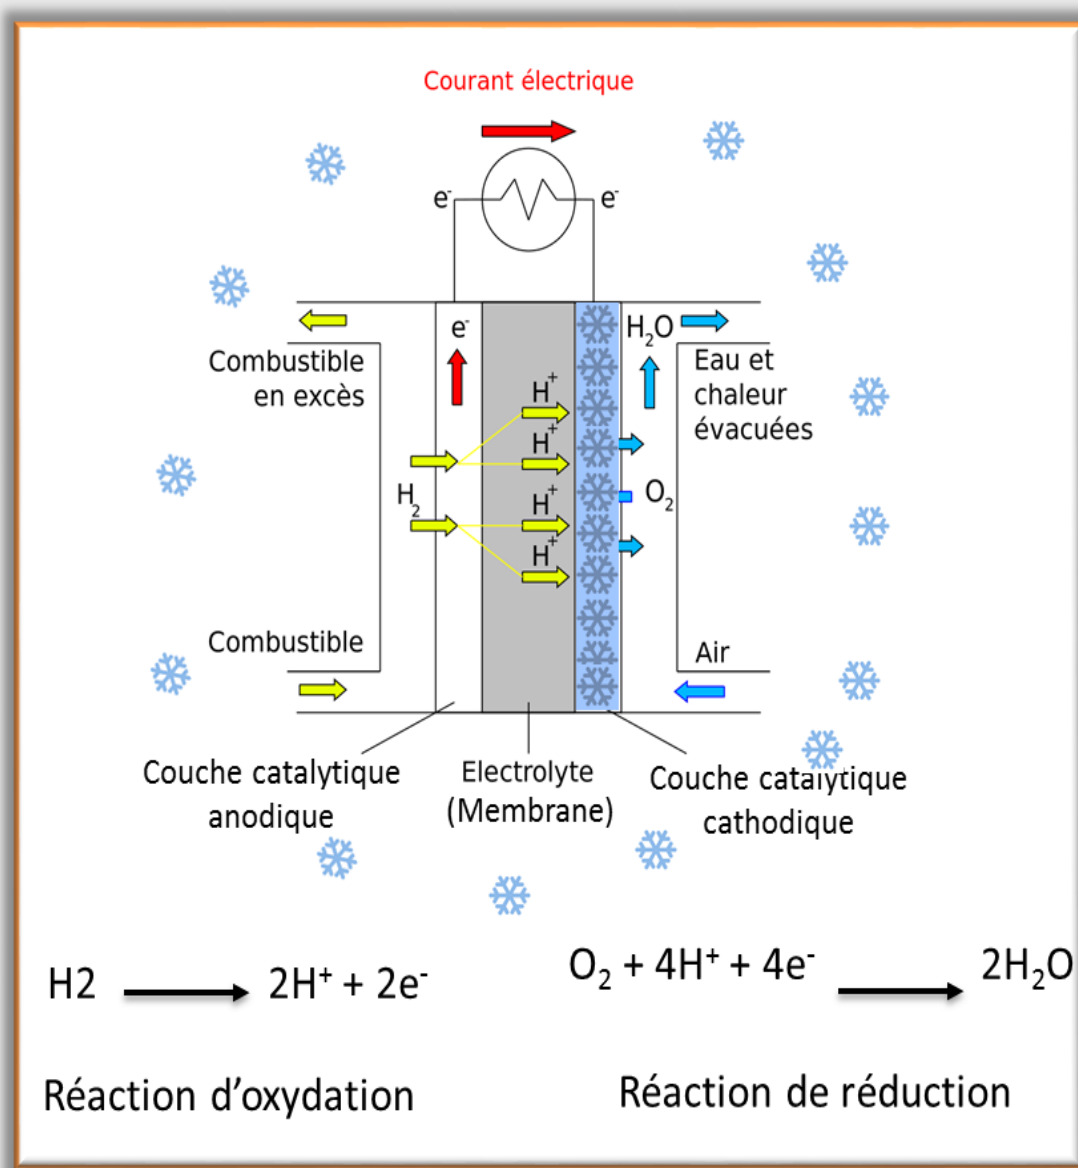 Courant électrique
e⁻ e⁻
e⁻ H₂O
Combustible
en excès
Eau et
chaleur
évacuées
H⁺
H⁺
H₂ O₂
H⁺
H⁺
Combustible
Air
Couche catalytique
anodique
Electrolyte
(Membrane)
Couche catalytique
cathodique
H2 2H⁺ + 2e⁻
O₂ + 4H⁺ + 4e⁻ 2H₂O
Réaction d’oxydation
Réaction de réduction